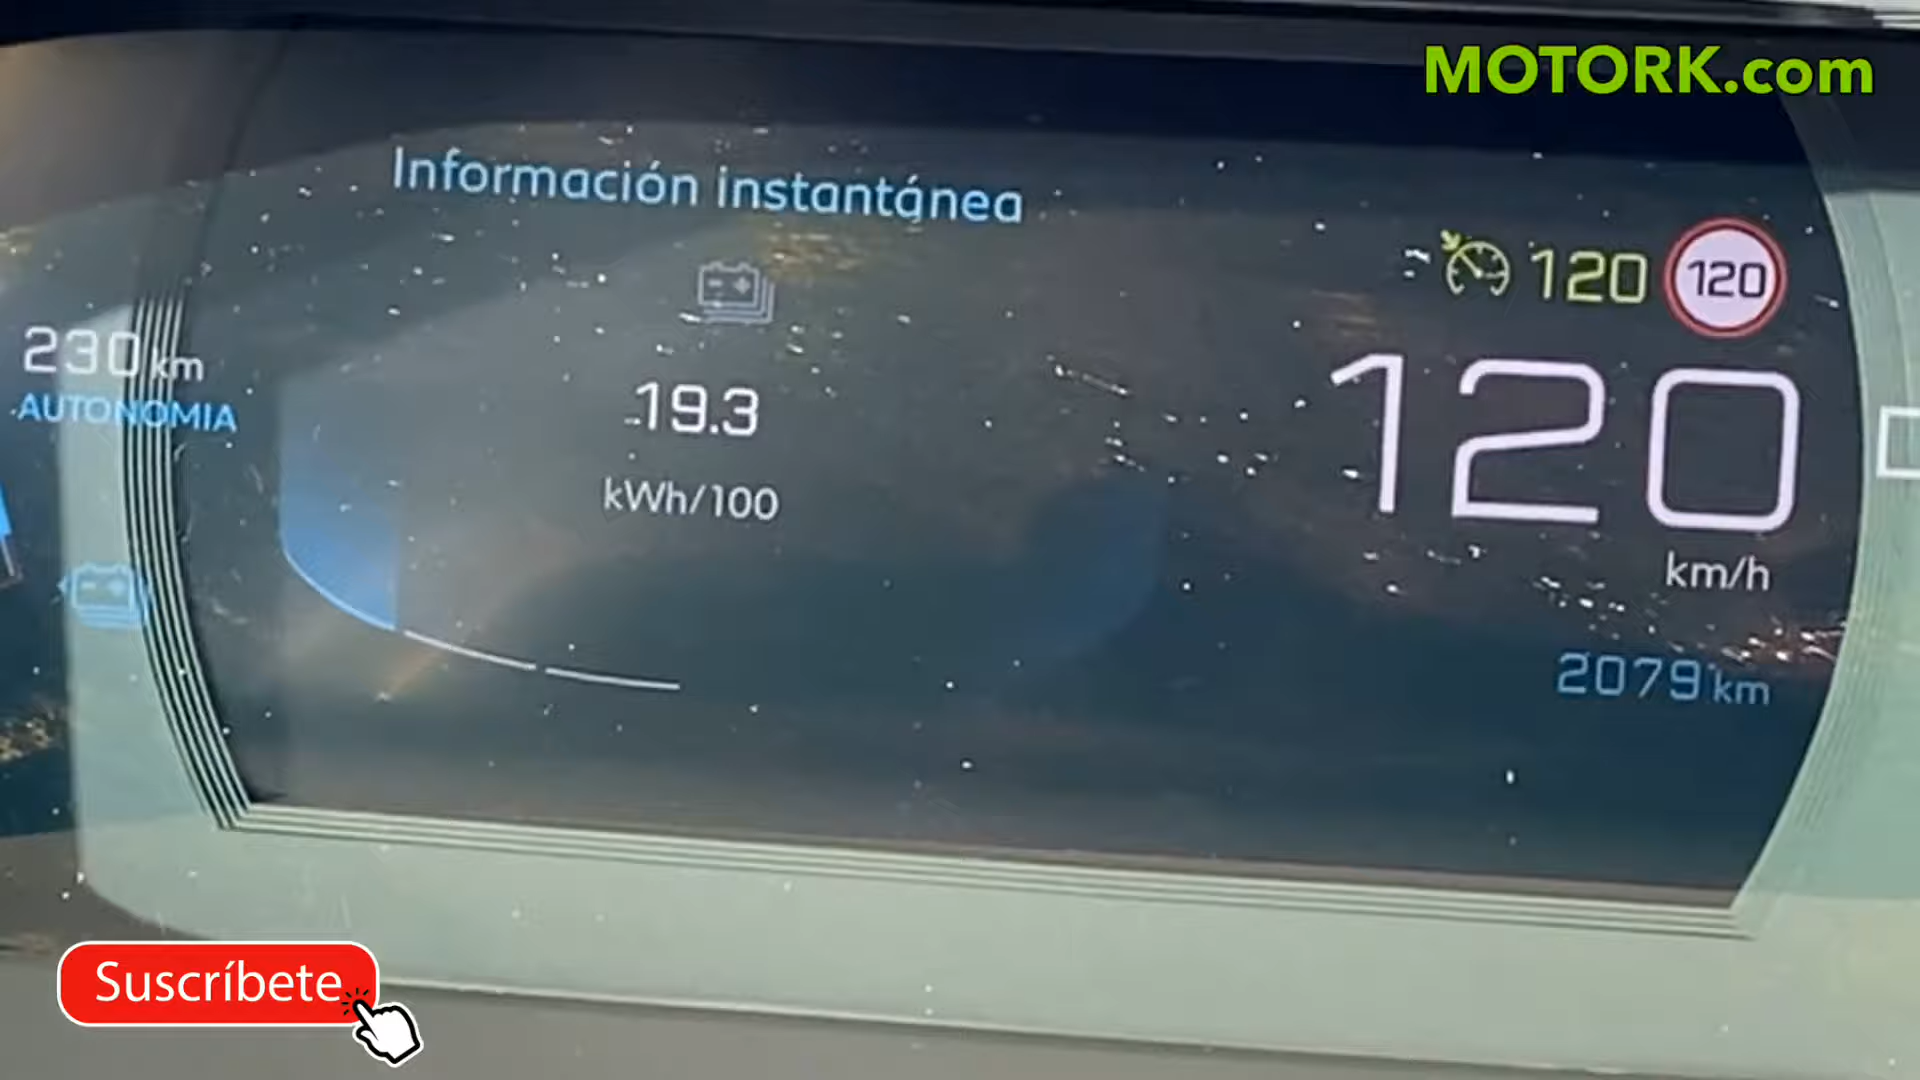 MOTORK.com
Información instantánea
120
120
230 km
AUTONOMIA
19.3
kWh/100
120
km/h
2079 km
Suscríbete